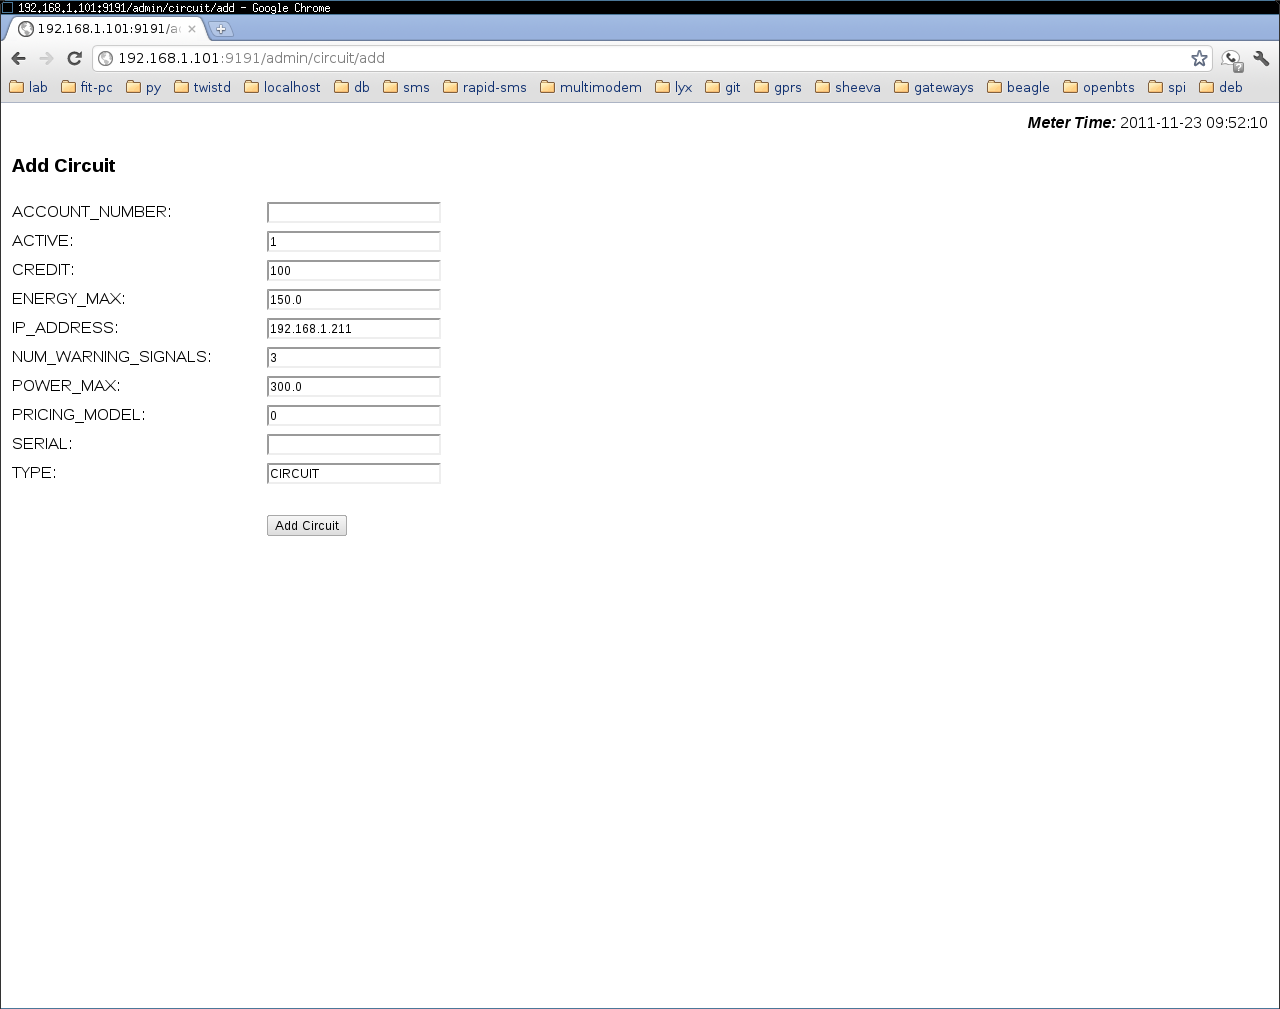 192.168.1.101:9191/admin/circuit/add - Google Chrome
192.168.1.101:9191/ad
192.168.1.101:9191/admin/circuit/add
lab fit-pc py twistd localhost db sms rapid-sms multimodem lyx git gprs sheeva gateways beagle openbts spi deb
Meter Time: 2011-11-23 09:52:10
Add Circuit
ACCOUNT_NUMBER:
ACTIVE: 1
CREDIT: 100
ENERGY_MAX: 150.0
IP_ADDRESS: 192.168.1.211
NUM_WARNING_SIGNALS: 3
POWER_MAX: 300.0
PRICING_MODEL: 0
SERIAL:
TYPE: CIRCUIT
Add Circuit